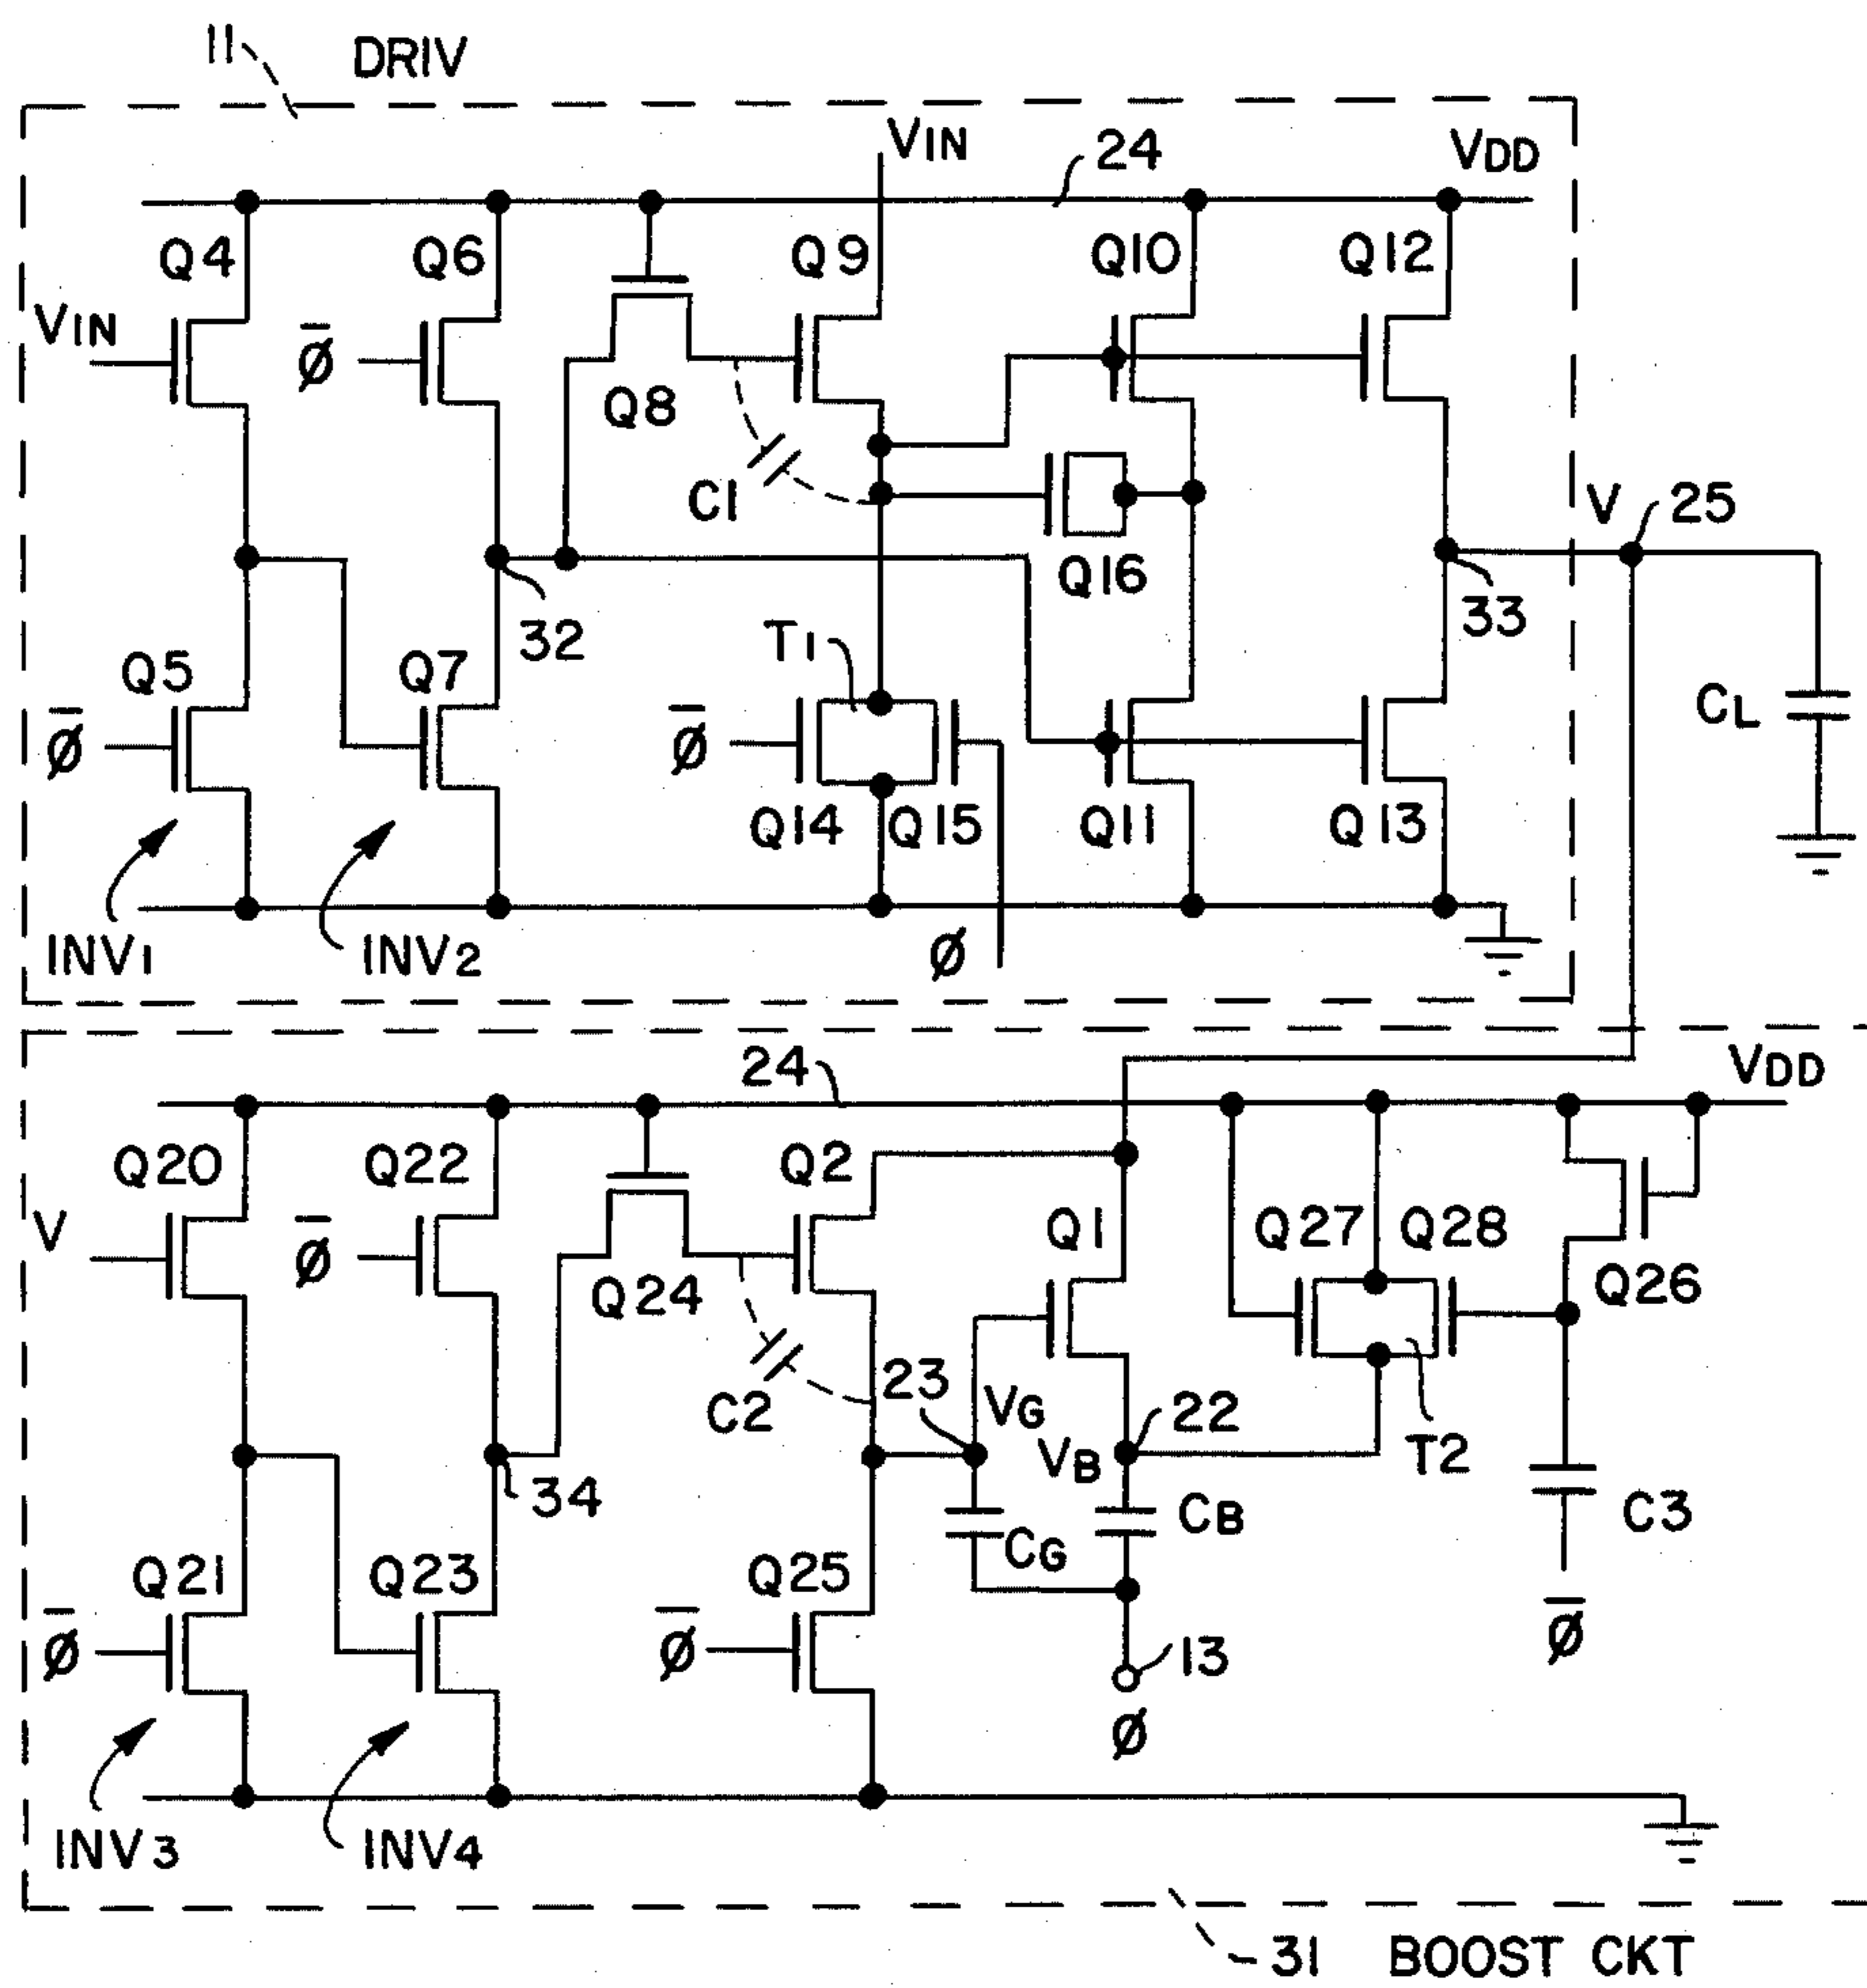 11 DRIV
VIN 24 VDD
Q4 Q6 Q9 Q10 Q12
VIN Ø̅ Q8
C1 Q16 V 25
32 T1 33
Q5 Q7 CL
Ø̅ Ø̅ Q14 Q15 Q11 Q13
INV1 INV2 Ø
24 VDD
Q20 Q22 Q2
V Ø̅ Q24 Q1 Q27 Q28 Q26
C2 23 VG 22
VB T2
34 CB C3
CG
Q21 Q23 Q25
Ø̅ Ø̅ 13 Ø̅
Ø
INV3 INV4
31 BOOST CKT